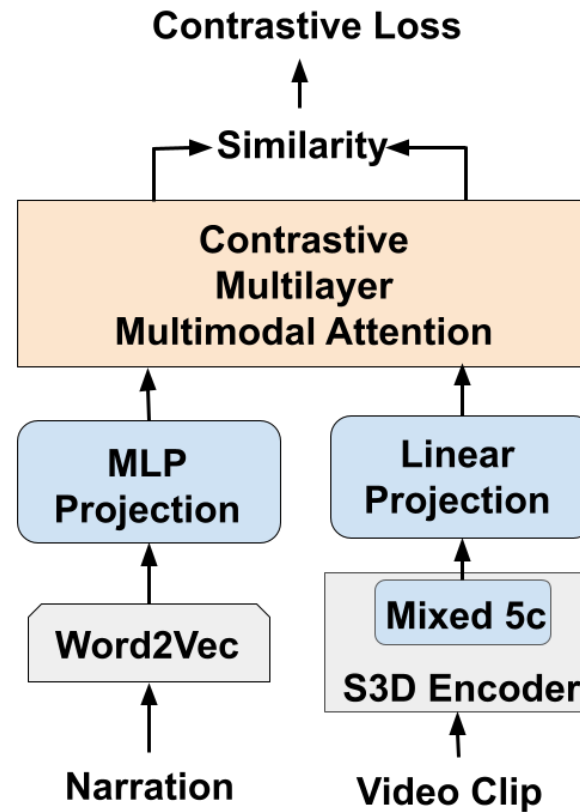 Contrastive Loss
Similarity
Contrastive
Multilayer
Multimodal Attention
MLP
Projection
Linear
Projection
Word2Vec
Mixed 5c
S3D Encoder
Narration
Video Clip